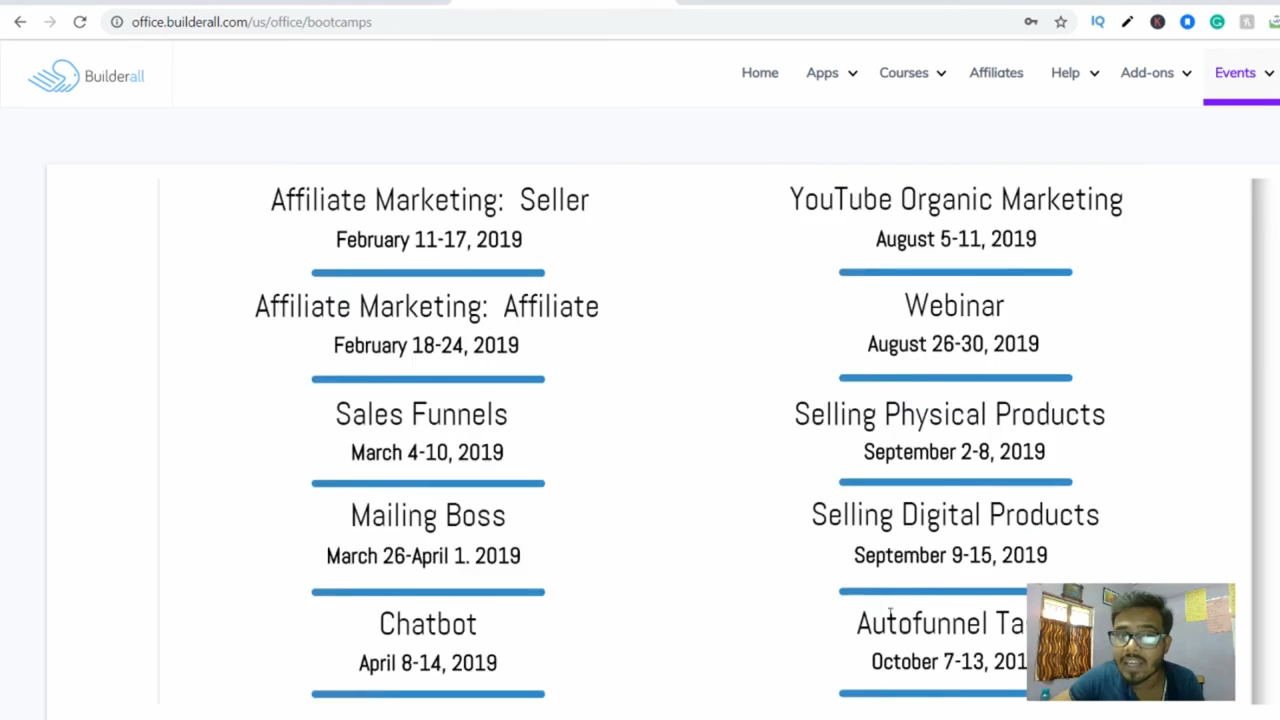 office.builderall.com/us/office/bootcamps
IQ
K
Builderall
Home
Apps
Courses
Affiliates
Help
Add-ons
Events
Affiliate Marketing: Seller
February 11-17, 2019
Affiliate Marketing: Affiliate
February 18-24, 2019
Sales Funnels
March 4-10, 2019
Mailing Boss
March 26-April 1. 2019
Chatbot
April 8-14, 2019
YouTube Organic Marketing
August 5-11, 2019
Webinar
August 26-30, 2019
Selling Physical Products
September 2-8, 2019
Selling Digital Products
September 9-15, 2019
Autofunnel
October 7-13,